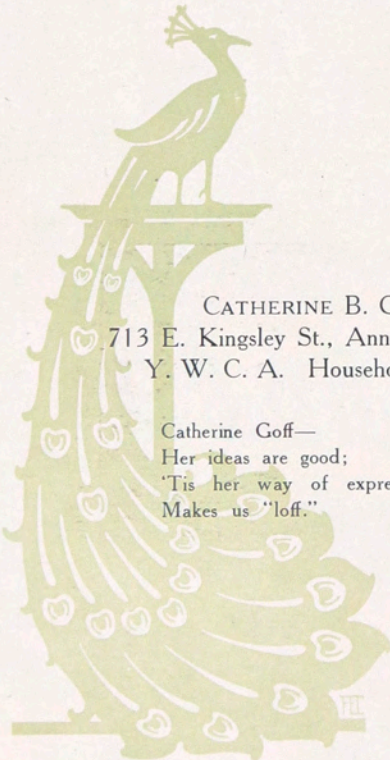 CATHERINE B. G
713 E. Kingsley St., Ann
Y. W. C. A. Househo
Catherine Goff—
Her ideas are good;
'Tis her way of expre
Makes us "loff."